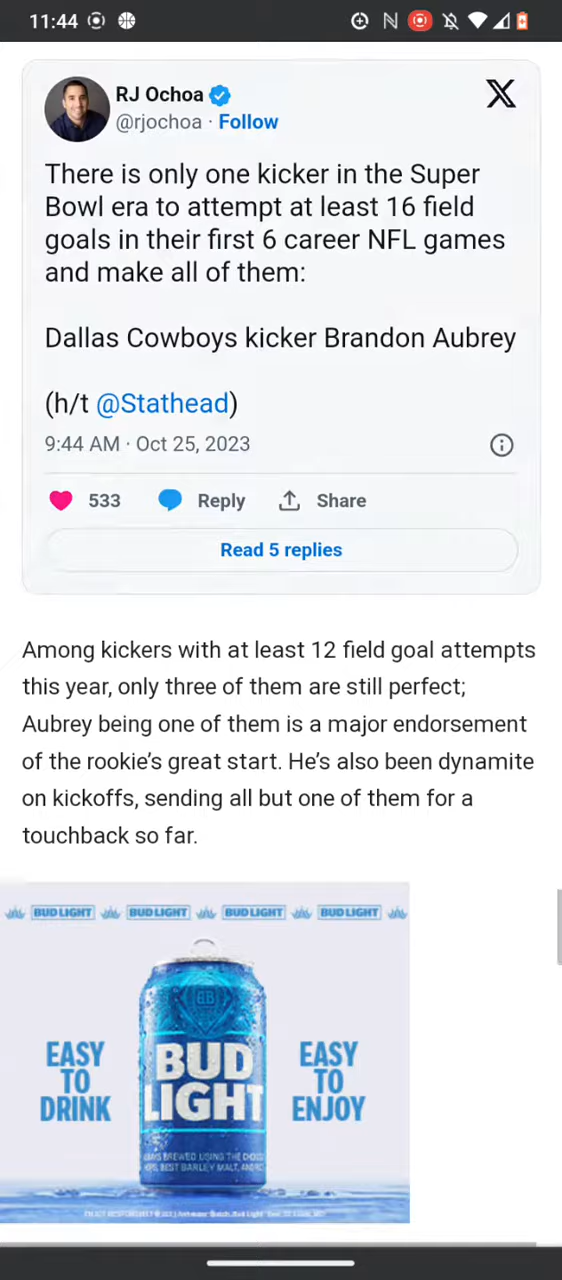 11:44
RJ Ochoa
@rjochoa · Follow
There is only one kicker in the Super
Bowl era to attempt at least 16 field
goals in their first 6 career NFL games
and make all of them:
Dallas Cowboys kicker Brandon Aubrey
(h/t @Stathead)
9:44 AM · Oct 25, 2023
533 Reply Share
Read 5 replies
Among kickers with at least 12 field goal attempts
this year, only three of them are still perfect;
Aubrey being one of them is a major endorsement
of the rookie’s great start. He’s also been dynamite
on kickoffs, sending all but one of them for a
touchback so far.
BUD LIGHT BUD LIGHT BUD LIGHT BUD LIGHT
EASY
TO
DRINK
BUD
LIGHT
BREWED USING THE
BEST BARLEY MALT,
EASY
TO
ENJOY